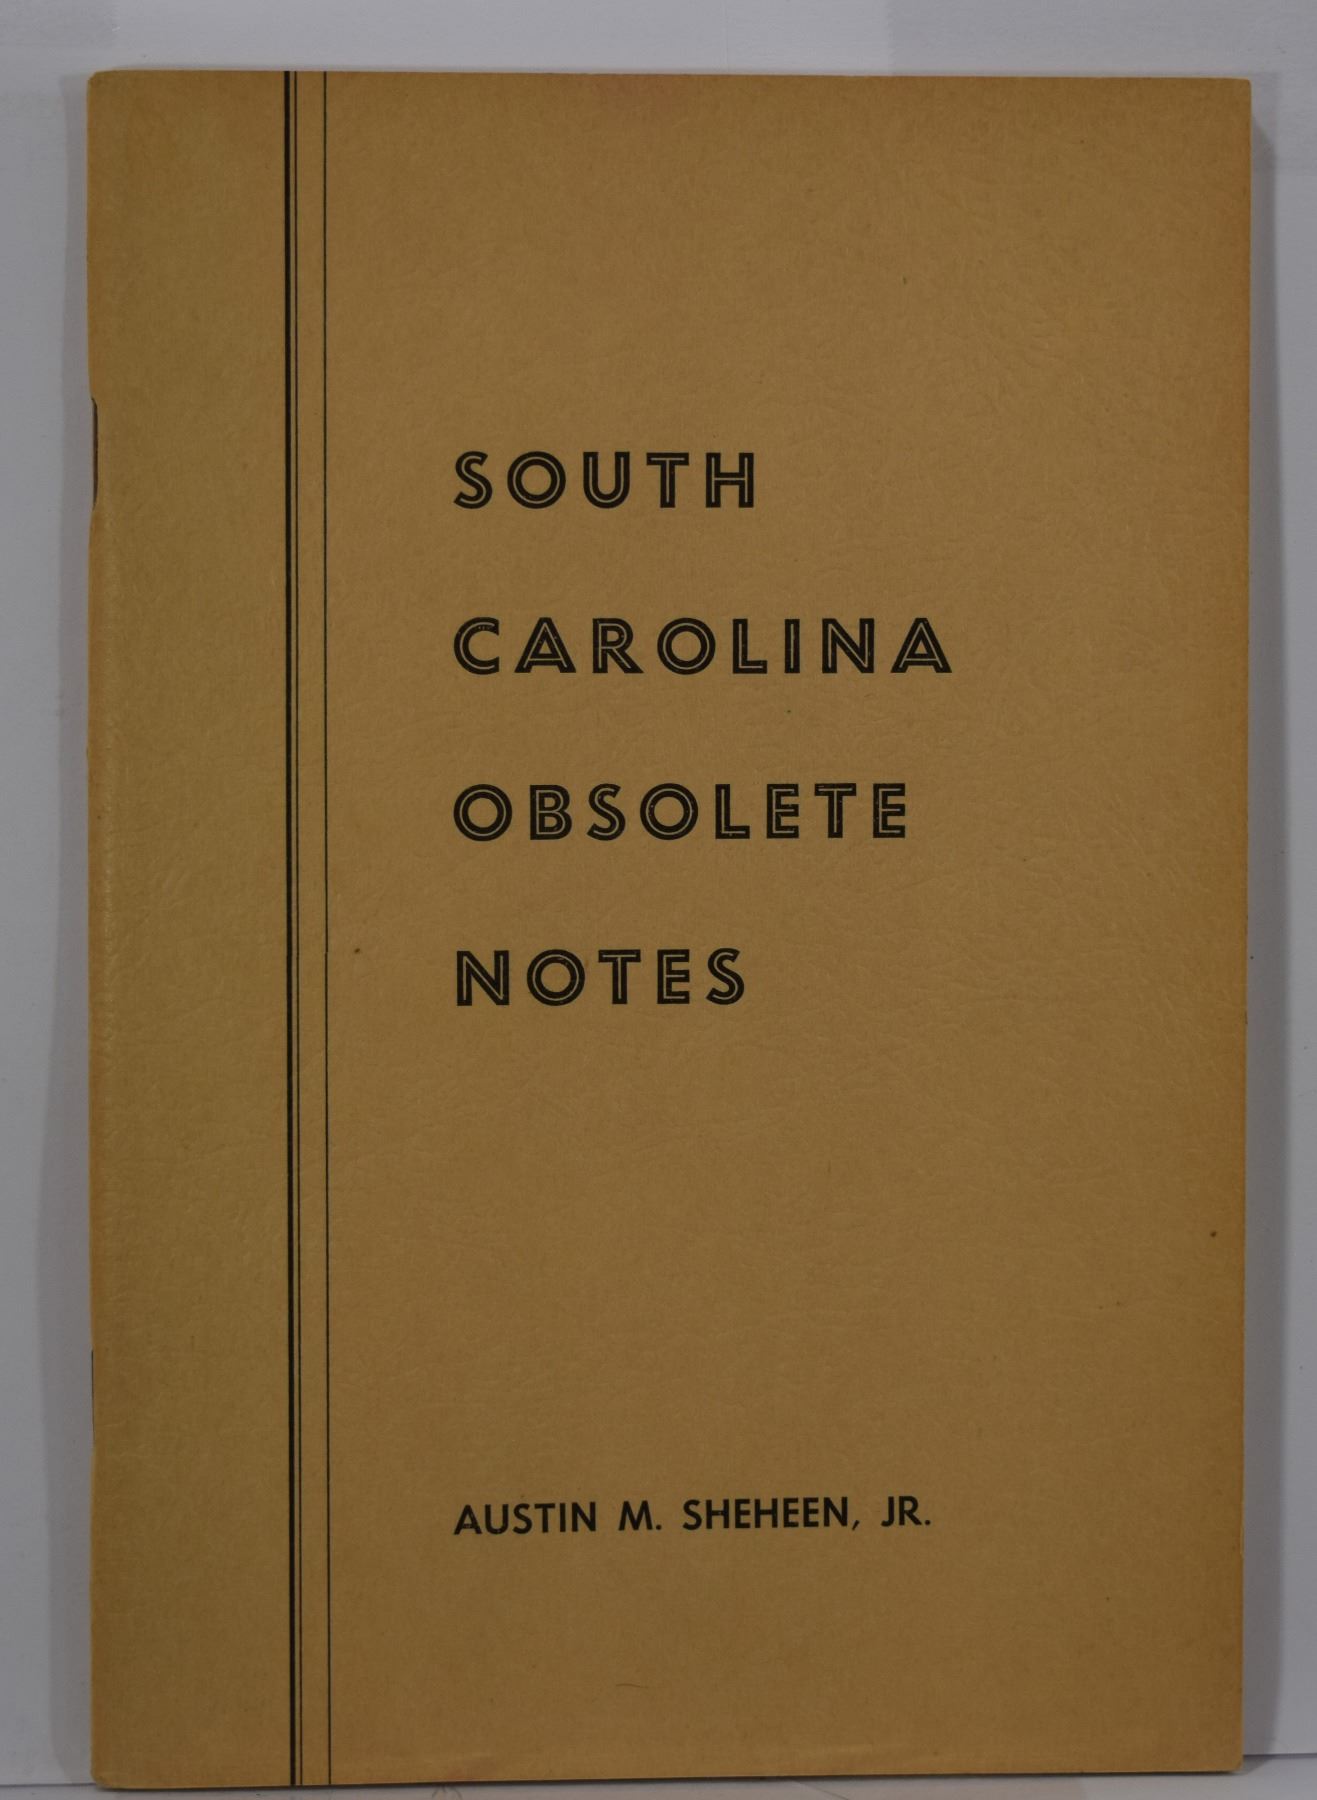 SOUTH
CAROLINA
OBSOLETE
NOTES
AUSTIN M. SHEHEEN, JR.